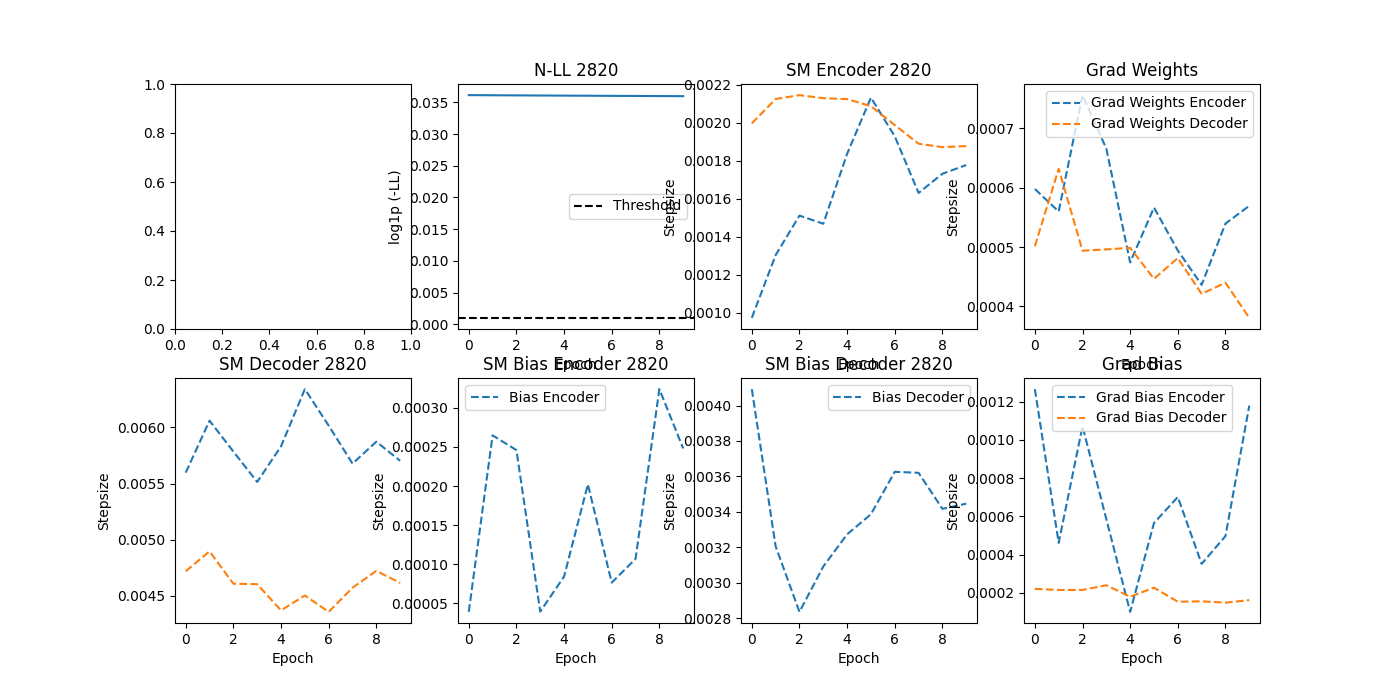 N-LL 2820
SM Encoder 2820
Grad Weights
1.0
0.8
0.6
0.4
0.2
0.0
0.0 0.2 0.4 0.6 0.8 1.0
log1p (-LL)
0.035
0.030
0.025
0.020
0.015
0.010
0.005
0.000
Threshold
0 2 4 6 8
Epoch
Stepsize
0.0022
0.0020
0.0018
0.0016
0.0014
0.0012
0.0010
0 2 4 6 8
Epoch
Stepsize
0.0007
0.0006
0.0005
0.0004
Grad Weights Encoder
Grad Weights Decoder
0 2 4 6 8
Epoch
SM Decoder 2820
SM Bias Encoder 2820
SM Bias Decoder 2820
Grad Bias
Stepsize
0.0060
0.0055
0.0050
0.0045
0 2 4 6 8
Epoch
Stepsize
0.00030
0.00025
0.00020
0.00015
0.00010
0.00005
Bias Encoder
0 2 4 6 8
Epoch
Stepsize
0.0040
0.0038
0.0036
0.0034
0.0032
0.0030
0.0028
Bias Decoder
0 2 4 6 8
Epoch
Stepsize
0.0012
0.0010
0.0008
0.0006
0.0004
0.0002
Grad Bias Encoder
Grad Bias Decoder
0 2 4 6 8
Epoch